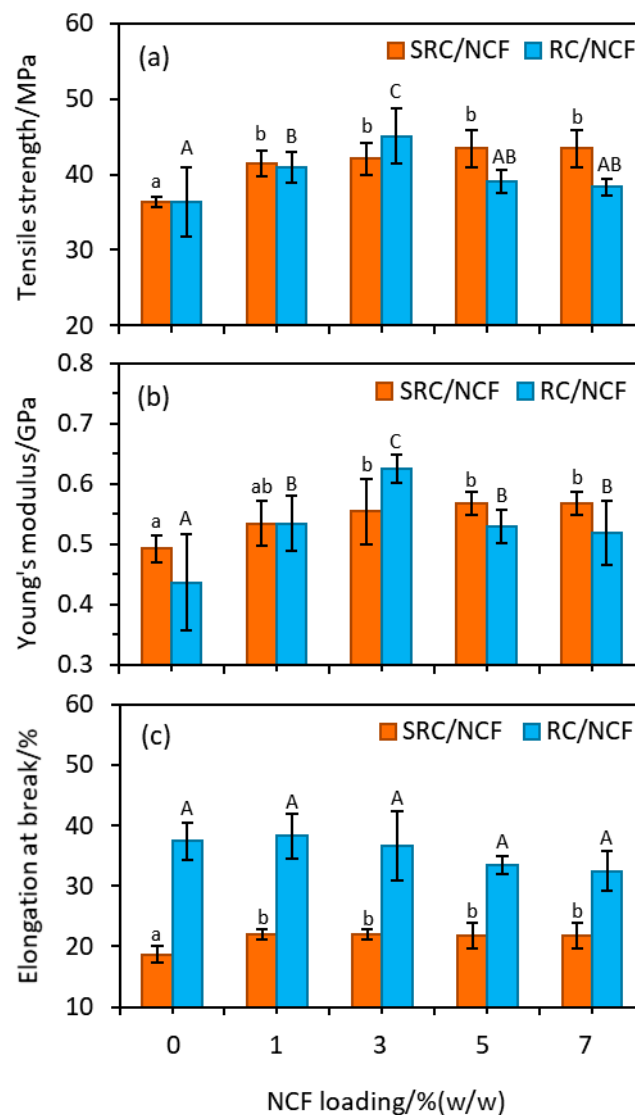 60
50
40
30
20
Tensile strength/MPa
(a)
SRC/NCF
RC/NCF
a
A
b
B
b
C
b
AB
b
AB
0.8
0.7
0.6
0.5
0.4
0.3
Young's modulus/GPa
(b)
SRC/NCF
RC/NCF
a
A
ab
B
b
C
b
B
b
B
60
50
40
30
20
10
Elongation at break/%
(c)
SRC/NCF
RC/NCF
a
A
b
A
b
A
b
A
b
A
0
1
3
5
7
NCF loading/%(w/w)